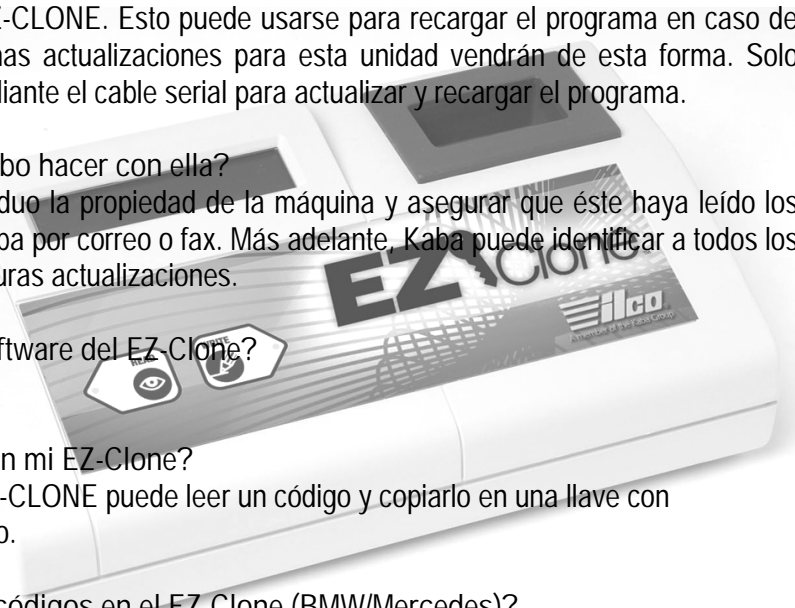 Z-CLONE. Esto puede usarse para recargar el programa en caso de
nas actualizaciones para esta unidad vendrán de esta forma. Solo
diante el cable serial para actualizar y recargar el programa.
bo hacer con ella?
duo la propiedad de la máquina y asegurar que éste haya leído los
ba por correo o fax. Más adelante, Kaba puede identificar a todos los
uras actualizaciones.
ftware del EZ-Clone?
n mi EZ-Clone?
-CLONE puede leer un código y copiarlo en una llave con
o.
códigos en el EZ Clone (BMW/Mercedes)?
EZ Clone
ilco
A member of the Kaba Group
READ
WRITE